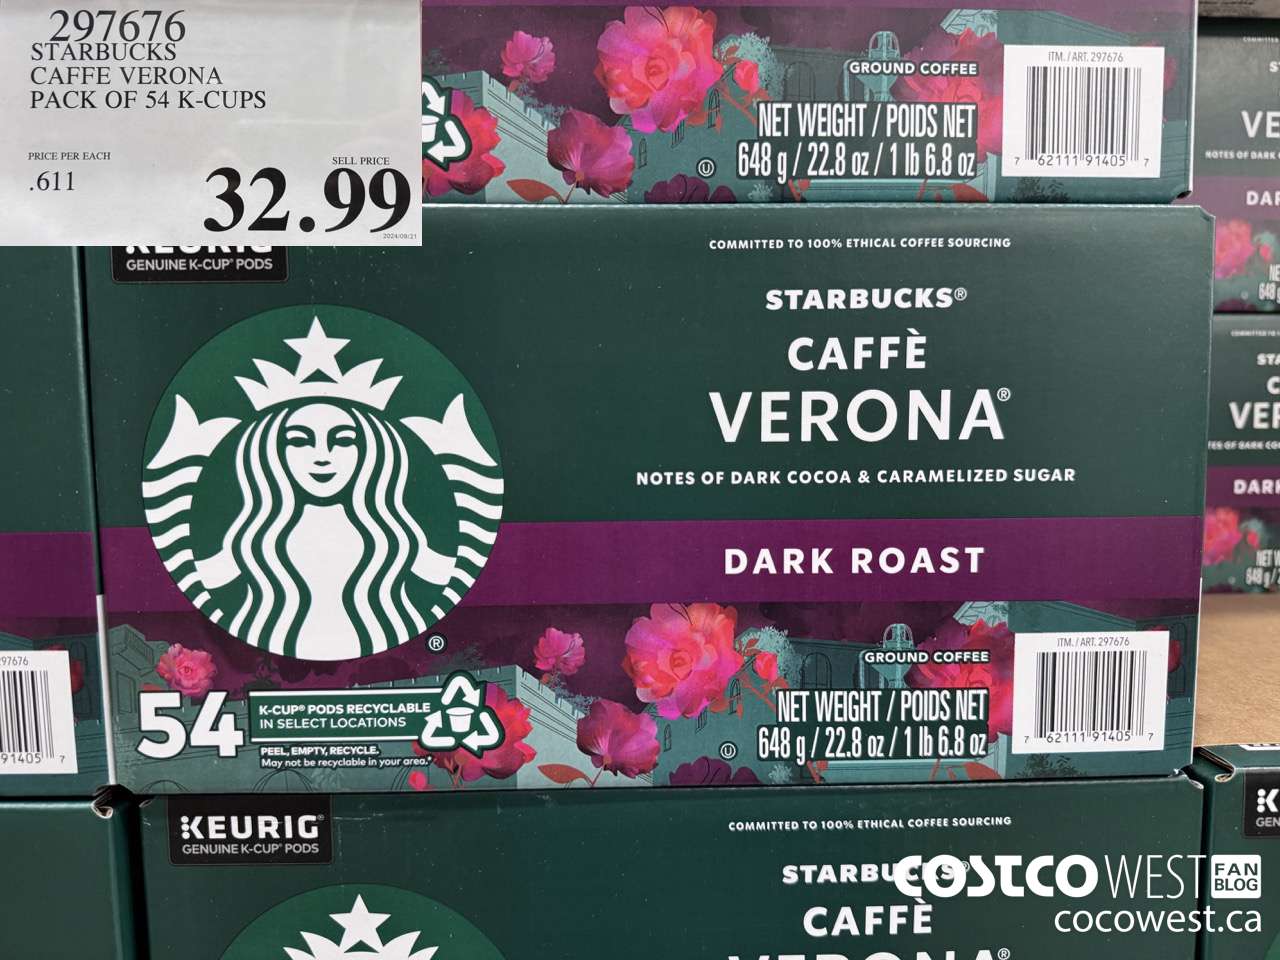 297676
STARBUCKS
CAFFE VERONA
PACK OF 54 K-CUPS
PRICE PER EACH
.611
SELL PRICE
32.99
2024/09/21
GROUND COFFEE
NET WEIGHT / POIDS NET
648 g / 22.8 oz / 1 lb 6.8 oz
ITM. / ART. 297676
7 62111 91405 7
KEURIG
GENUINE K-CUP® PODS
COMMITTED TO 100% ETHICAL COFFEE SOURCING
STARBUCKS®
CAFFÈ
VERONA®
NOTES OF DARK COCOA & CARAMELIZED SUGAR
DARK ROAST
®
54
K-CUP® PODS RECYCLABLE
IN SELECT LOCATIONS
PEEL, EMPTY, RECYCLE.
May not be recyclable in your area.*
GROUND COFFEE
NET WEIGHT / POIDS NET
648 g / 22.8 oz / 1 lb 6.8 oz
ITM. / ART. 297676
7 62111 91405 7
97676
91405 7
KEURIG®
GENUINE K-CUP® PODS
COMMITTED TO 100% ETHICAL COFFEE SOURCING
STARBUCKS®
CAFFÈ
VERONA®
COSTCO WEST FAN BLOG
cocowest.ca